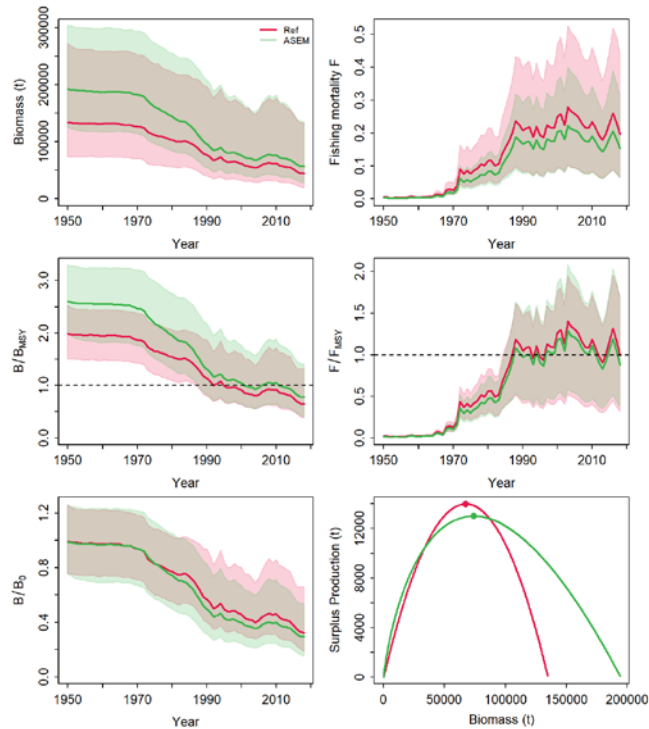 Ref
ASEM
Biomass (t)
300000
200000
100000
0
1950 1970 1990 2010
Year
Fishing mortality F
0.5
0.4
0.3
0.2
0.1
0.0
1950 1970 1990 2010
Year
B/BMSY
3.0
2.0
1.0
0.0
1950 1970 1990 2010
Year
F/FMSY
2.0
1.5
1.0
0.5
0.0
1950 1970 1990 2010
Year
B/B0
1.2
0.8
0.4
0.0
1950 1970 1990 2010
Year
Surplus Production (t)
12000
8000
4000
0
0 50000 100000 150000 200000
Biomass (t)